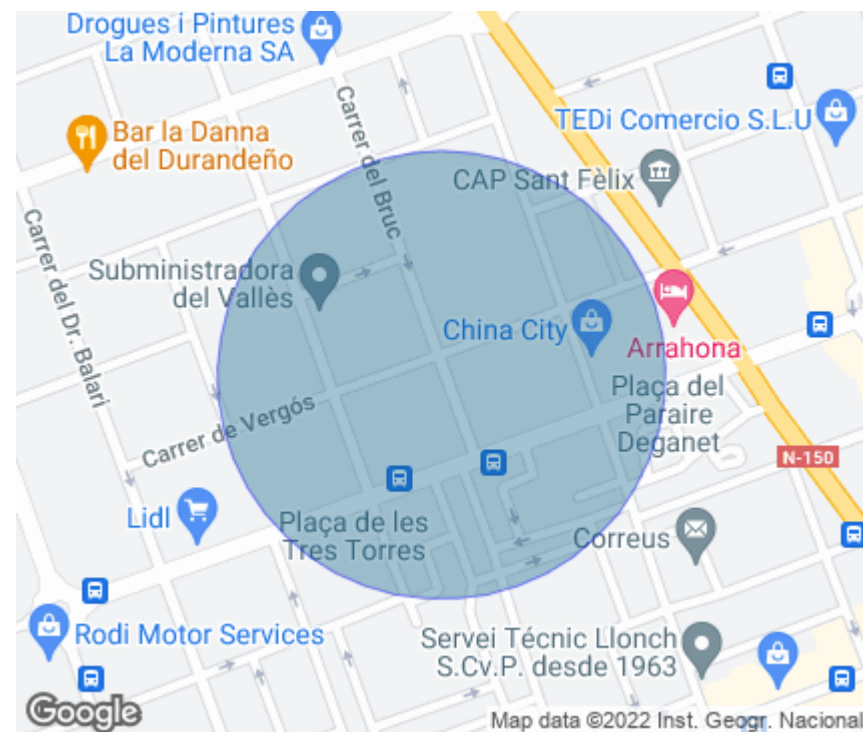 Drogues i Pintures
La Moderna SA
Bar la Danna
del Durandeño
Carrer del Bruc
TEDi Comercio S.L.U
CAP Sant Fèlix
Carrer del Dr. Balari
Subministradora
del Vallès
China City
Arrahona
Plaça del
Paraire
Deganet
Carrer de Vergós
N-150
Lidl
Plaça de les
Tres Torres
Correus
Rodi Motor Services
Servei Técnic Llonch
S.Cv.P. desde 1963
Google
Map data ©2022 Inst. Geogr. Nacional